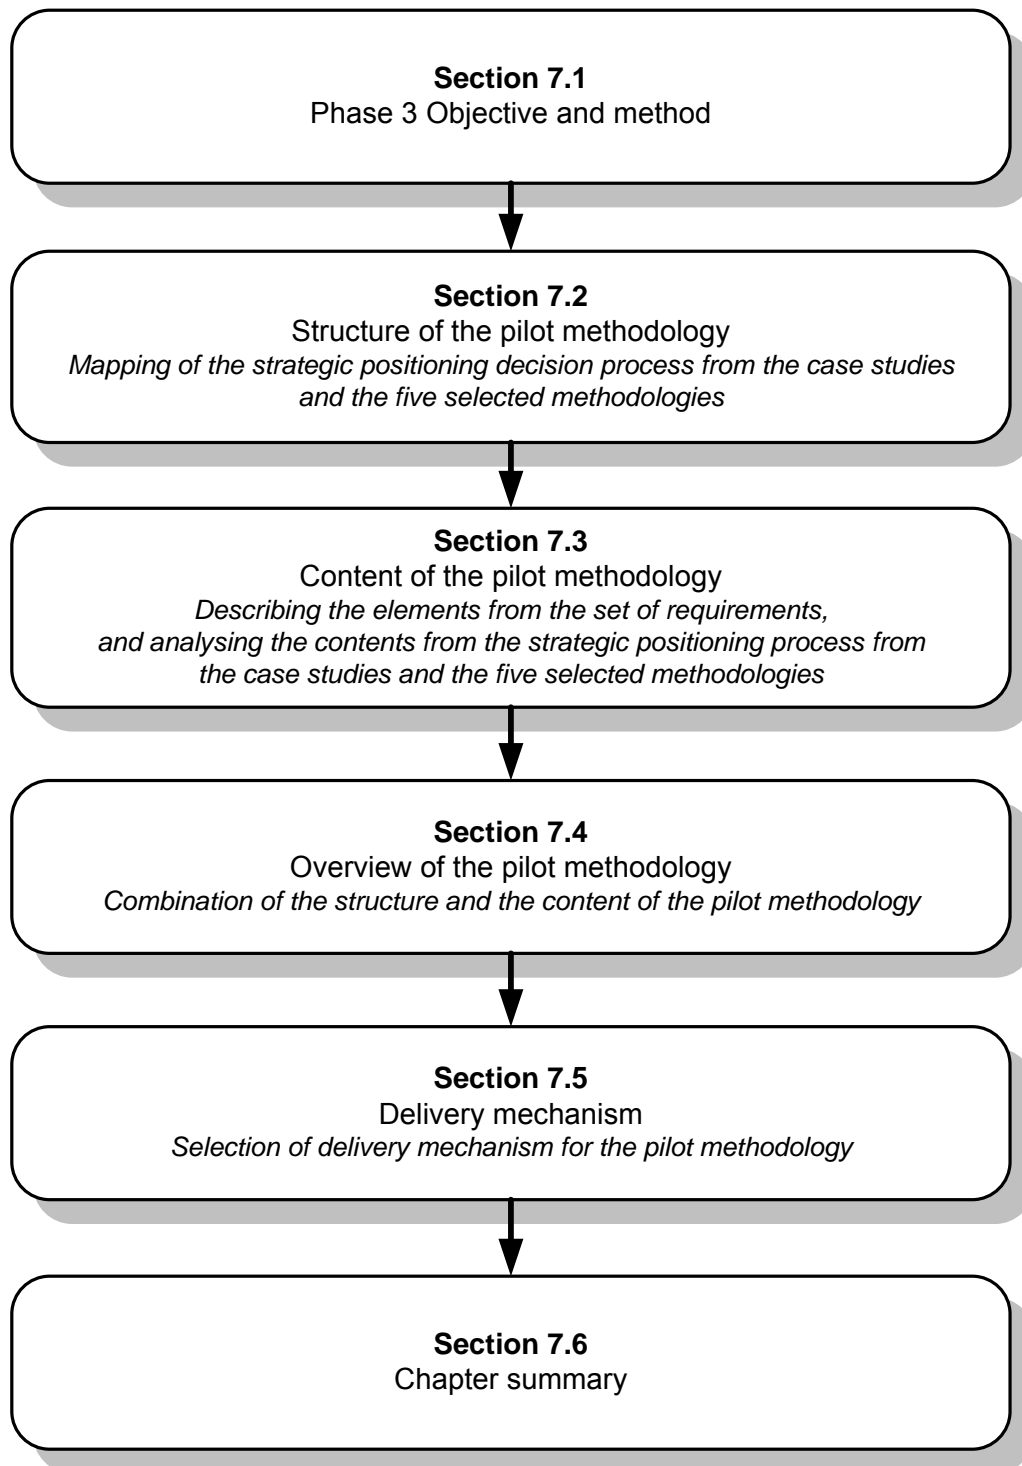 Section 7.1
Phase 3 Objective and method
Section 7.2
Structure of the pilot methodology
Mapping of the strategic positioning decision process from the case studies
and the five selected methodologies
Section 7.3
Content of the pilot methodology
Describing the elements from the set of requirements,
and analysing the contents from the strategic positioning process from
the case studies and the five selected methodologies
Section 7.4
Overview of the pilot methodology
Combination of the structure and the content of the pilot methodology
Section 7.5
Delivery mechanism
Selection of delivery mechanism for the pilot methodology
Section 7.6
Chapter summary